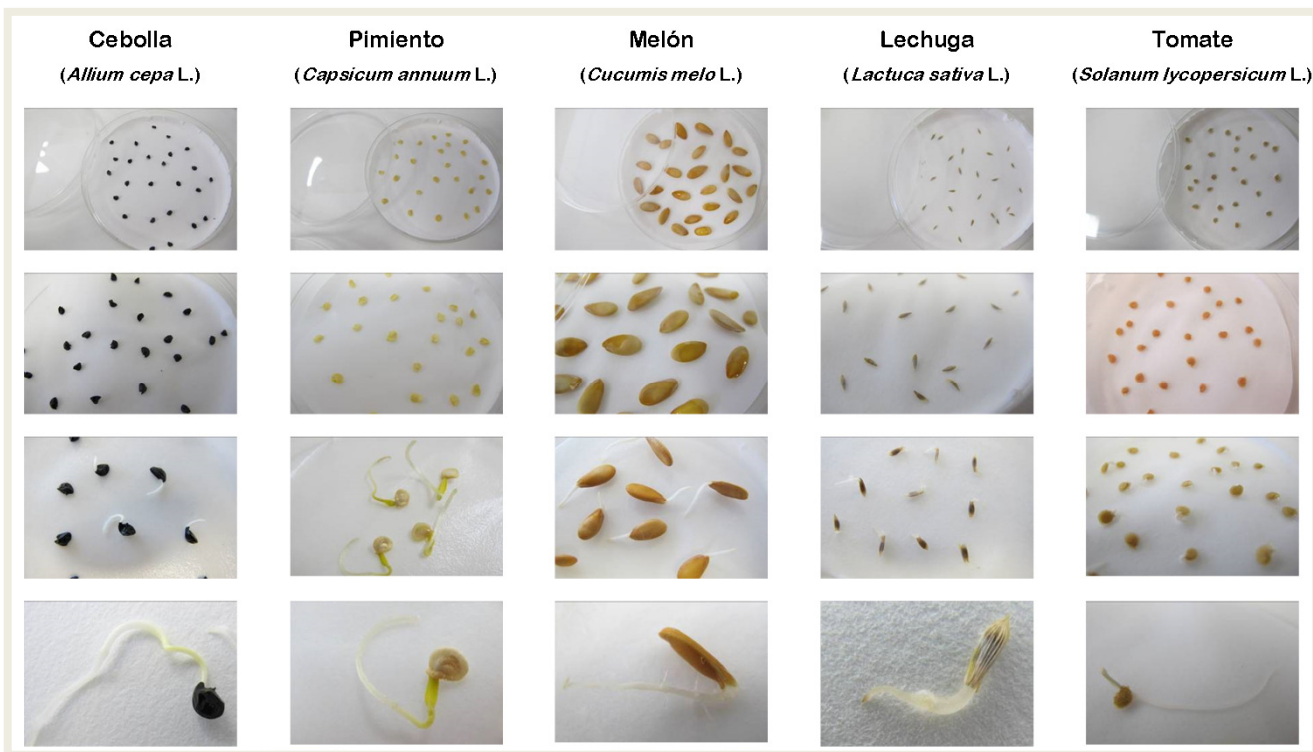 Cebolla
(Allium cepa L.)
Pimiento
(Capsicum annuum L.)
Melón
(Cucumis melo L.)
Lechuga
(Lactuca sativa L.)
Tomate
(Solanum lycopersicum L.)